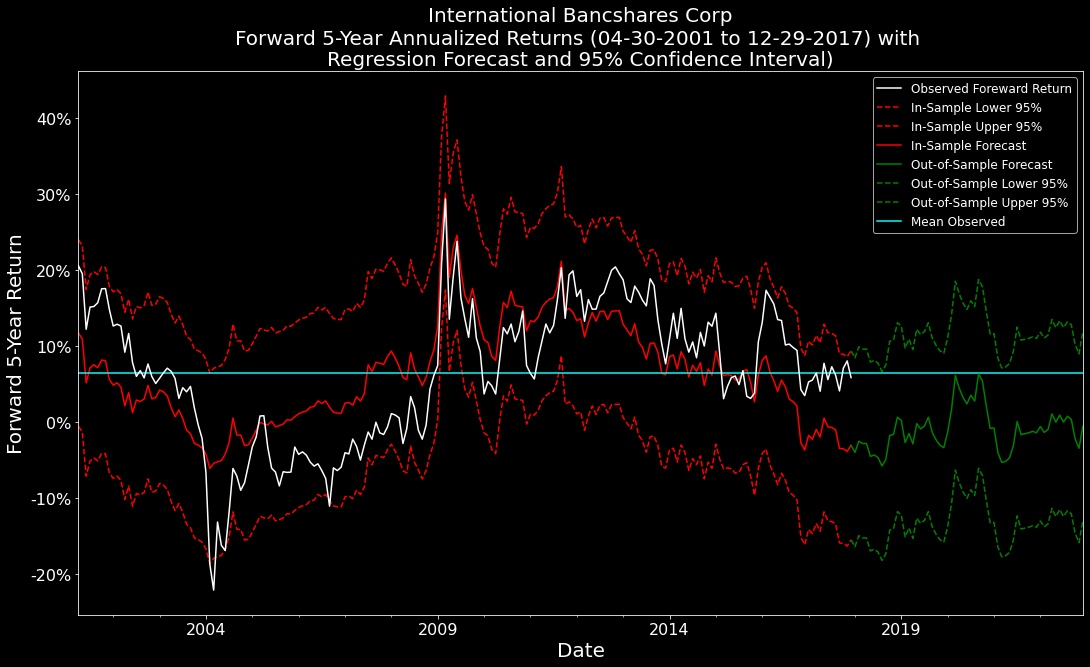 International Bancshares Corp
Forward 5-Year Annualized Returns (04-30-2001 to 12-29-2017) with
Regression Forecast and 95% Confidence Interval)
Observed Foreward Return
In-Sample Lower 95%
In-Sample Upper 95%
In-Sample Forecast
Out-of-Sample Forecast
Out-of-Sample Lower 95%
Out-of-Sample Upper 95%
Mean Observed
Forward 5-Year Return
40%
30%
20%
10%
0%
-10%
-20%
2004
2009
2014
2019
Date